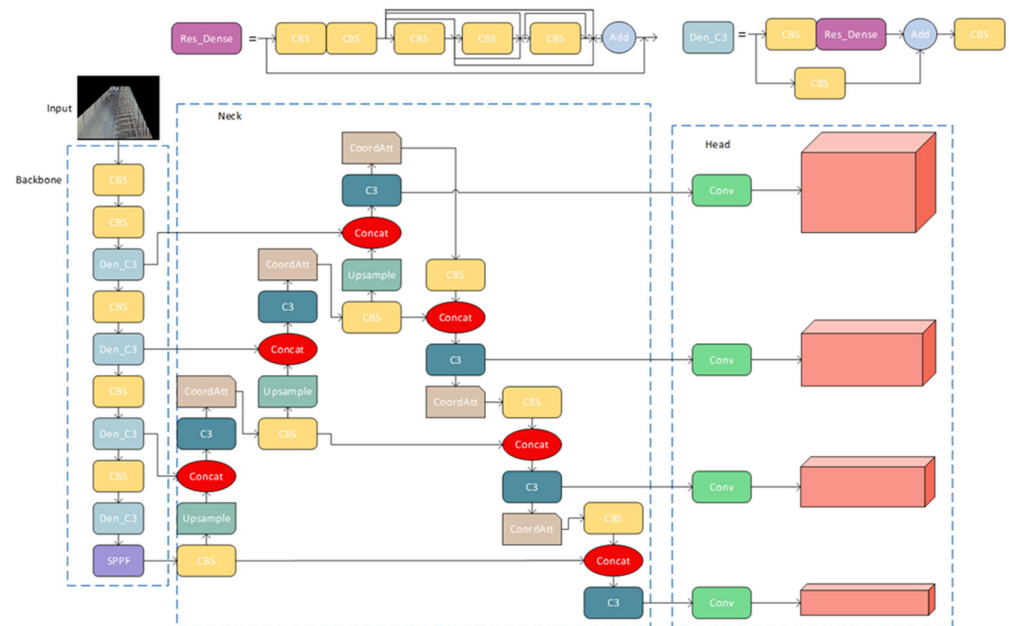 Res_Dense = CBS CBS CBS CBS CBS Add
Den_C3 = CBS Res_Dense Add CBS
CBS
Input
Backbone
CBS
CBS
Den_C3
CBS
Den_C3
CBS
Den_C3
CBS
Den_C3
SPPF
Neck
CoordAtt
C3
Concat
Upsample
CBS
CoordAtt
C3
Concat
Upsample
CBS
CoordAtt
C3
Concat
Upsample
CBS
CBS
Concat
C3
CoordAtt
CBS
Concat
C3
CoordAtt
CBS
Concat
C3
Head
Conv
Conv
Conv
Conv